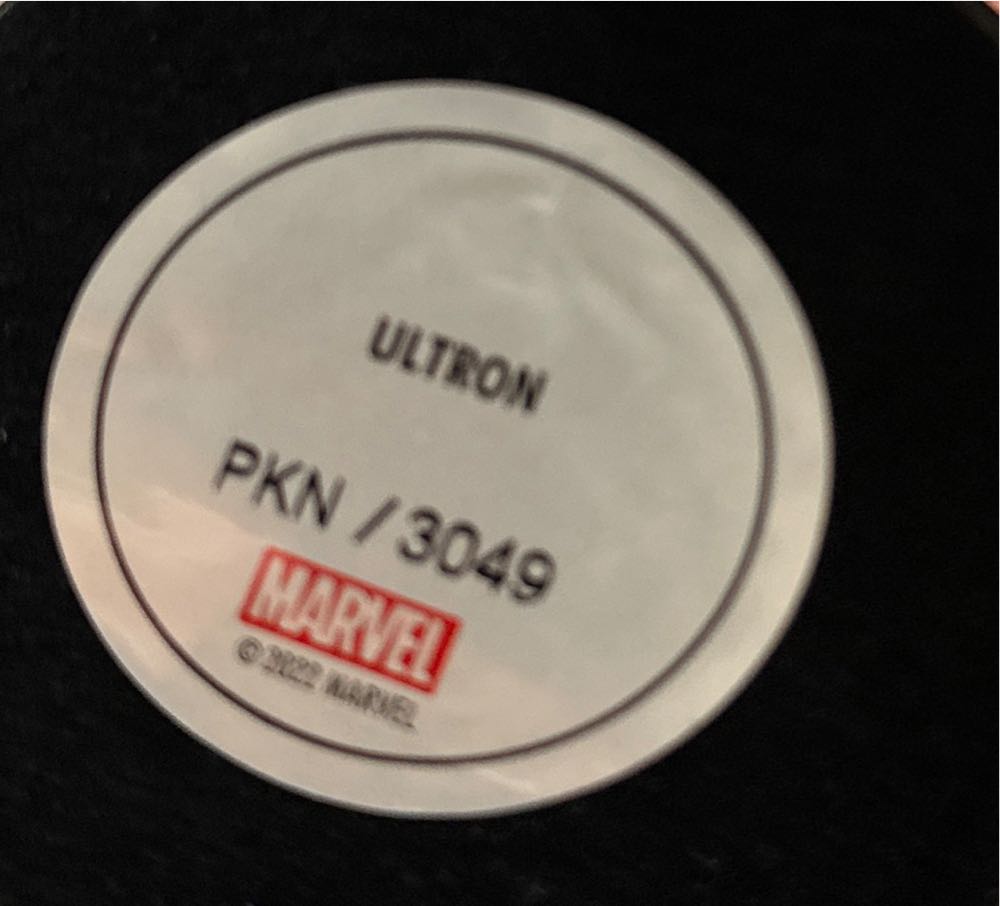 ULTRON
PKN / 3049
MARVEL
© 2022 MARVEL